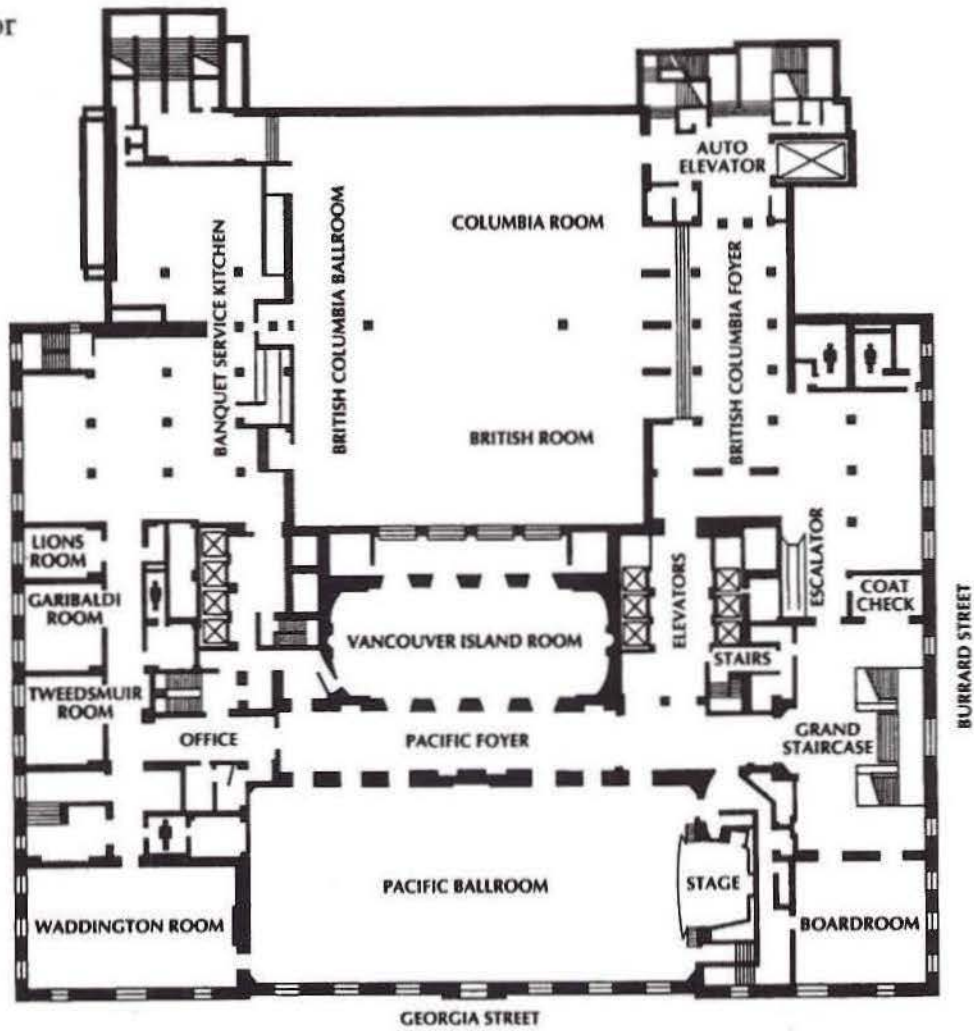 or
AUTO
ELEVATOR
COLUMBIA ROOM
BRITISH COLUMBIA BALLROOM
BANQUET SERVICE KITCHEN
BRITISH COLUMBIA FOYER
BRITISH ROOM
LIONS
ROOM
GARIBALDI
ROOM
ELEVATORS
ESCALATOR
COAT
CHECK
BURRARD STREET
VANCOUVER ISLAND ROOM
STAIRS
TWEEDSMUIR
ROOM
OFFICE
PACIFIC FOYER
GRAND
STAIRCASE
PACIFIC BALLROOM
STAGE
WADDINGTON ROOM
BOARDROOM
GEORGIA STREET